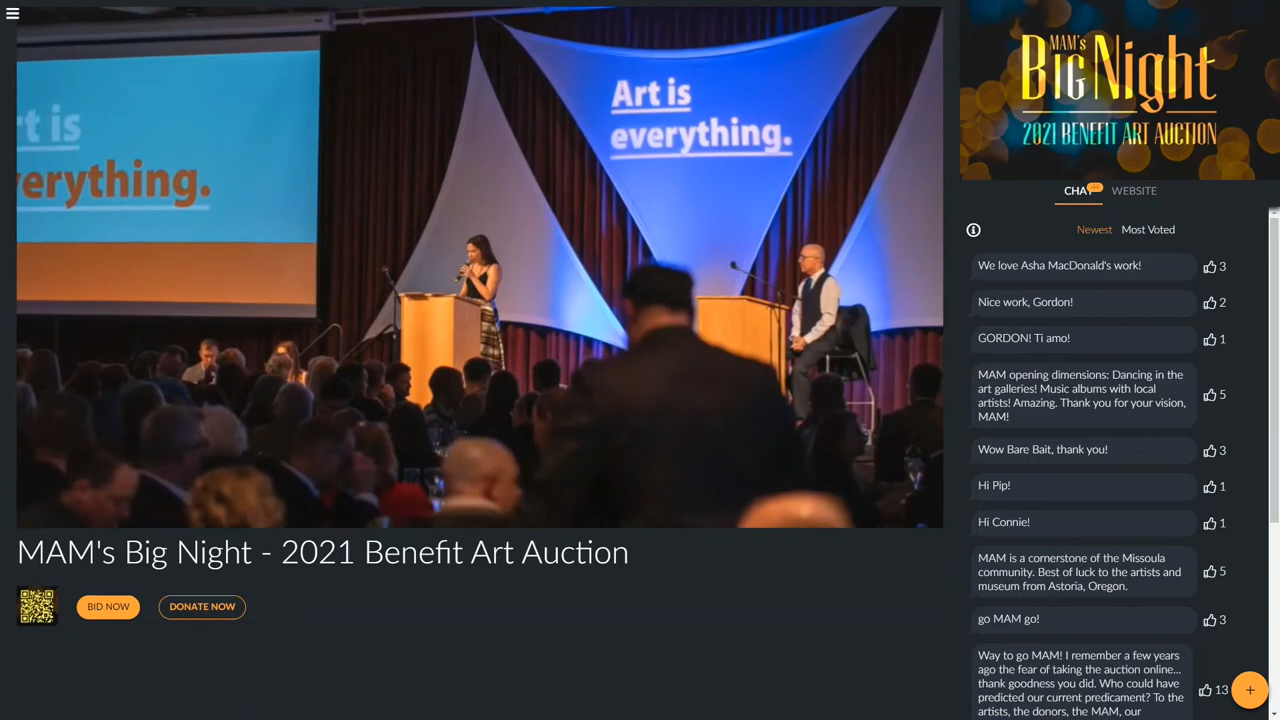 Art is
everything.
rt is
erything.
MAM's
Big Night
2021 BENEFIT ART AUCTION
CHAT
WEBSITE
Newest Most Voted
We love Asha MacDonald's work!
3
Nice work, Gordon!
2
GORDON! Ti amo!
1
MAM opening dimensions: Dancing in the
art galleries! Music albums with local
artists! Amazing. Thank you for your vision,
MAM!
5
Wow Bare Bait, thank you!
3
Hi Pip!
1
Hi Connie!
1
MAM is a cornerstone of the Missoula
community. Best of luck to the artists and
museum from Astoria, Oregon.
5
go MAM go!
3
Way to go MAM! I remember a few years
ago the fear of taking the auction online...
thank goodness you did. Who could have
predicted our current predicament? To the
artists, the donors, the MAM, our
13
MAM's Big Night - 2021 Benefit Art Auction
BID NOW
DONATE NOW